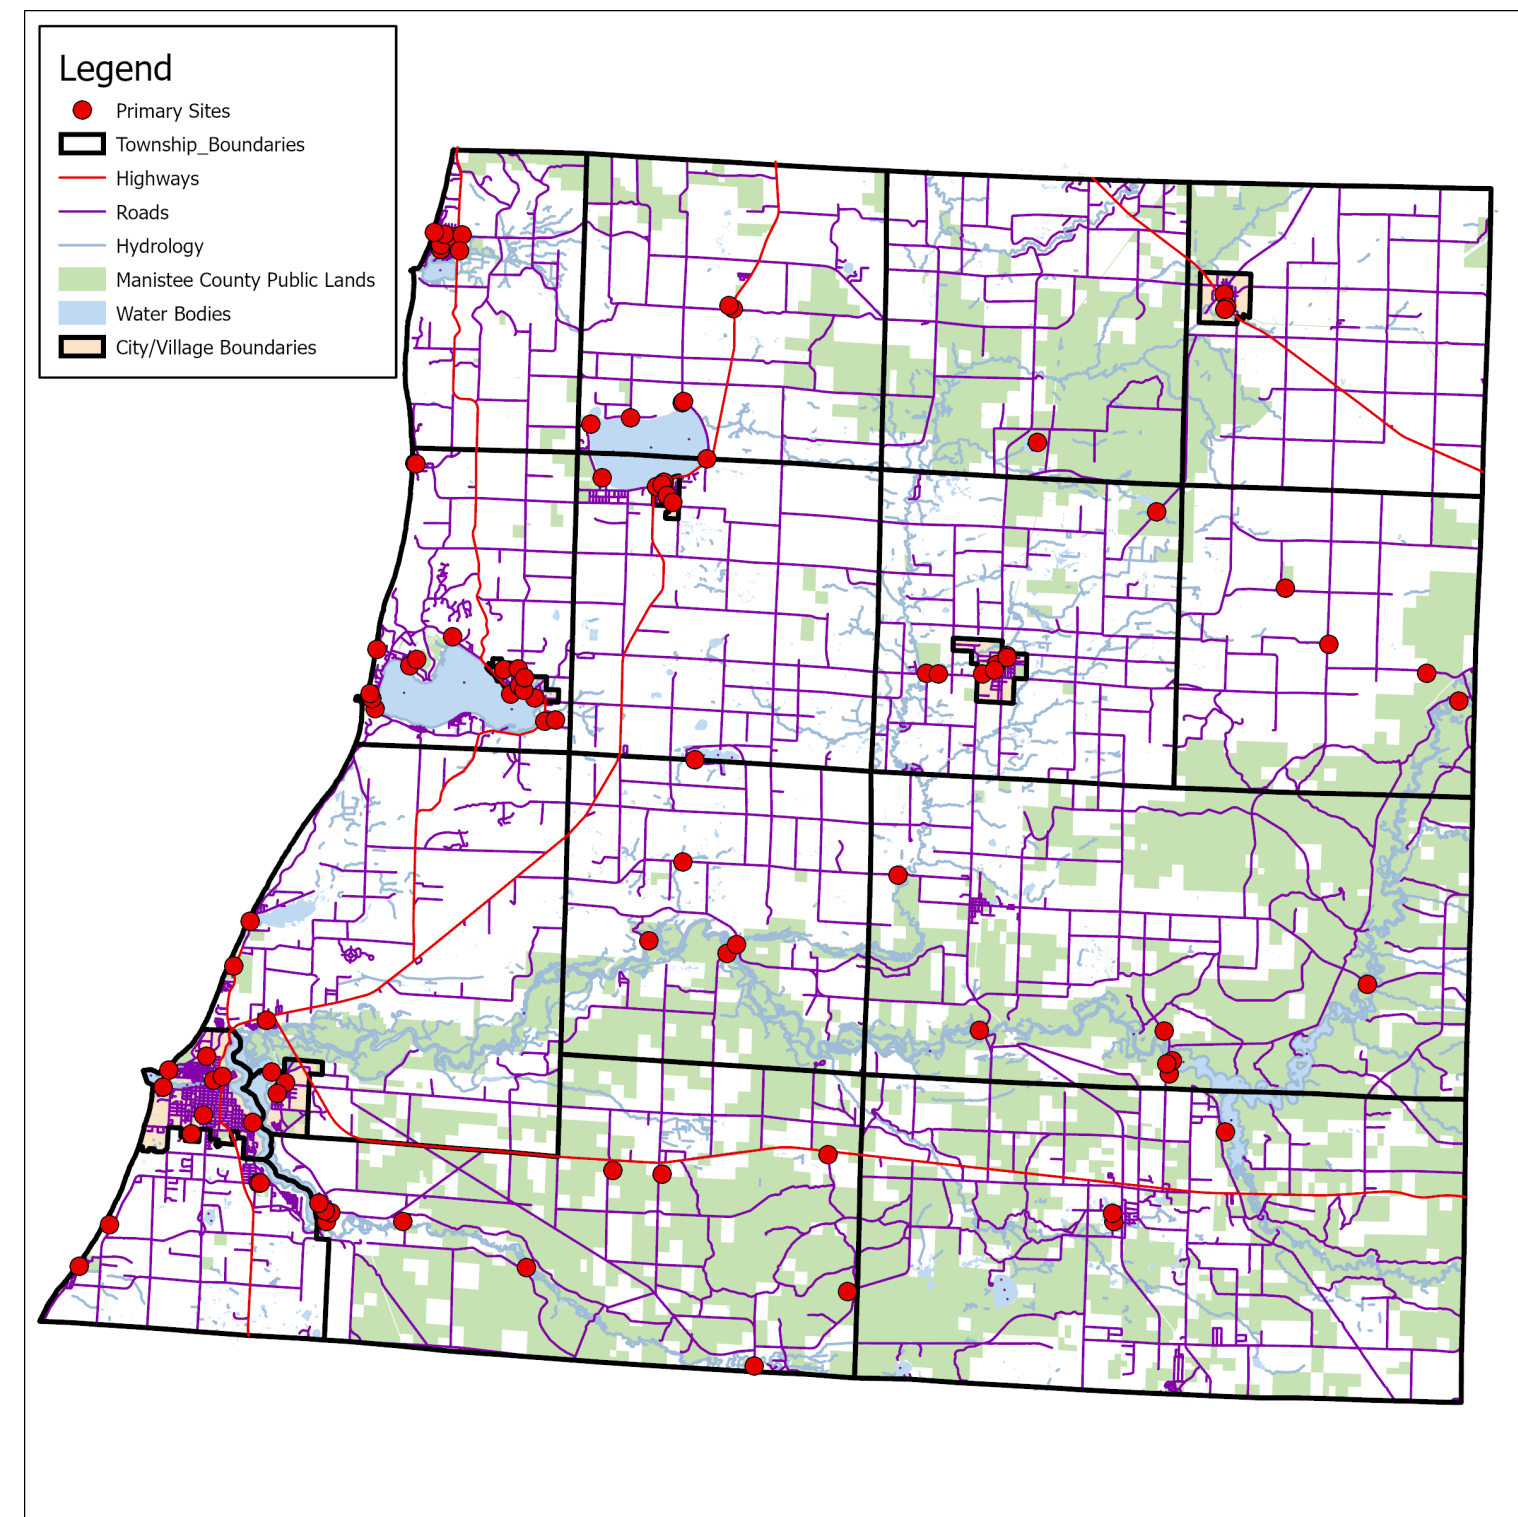 Legend
Primary Sites
Township_Boundaries
Highways
Roads
Hydrology
Manistee County Public Lands
Water Bodies
City/Village Boundaries